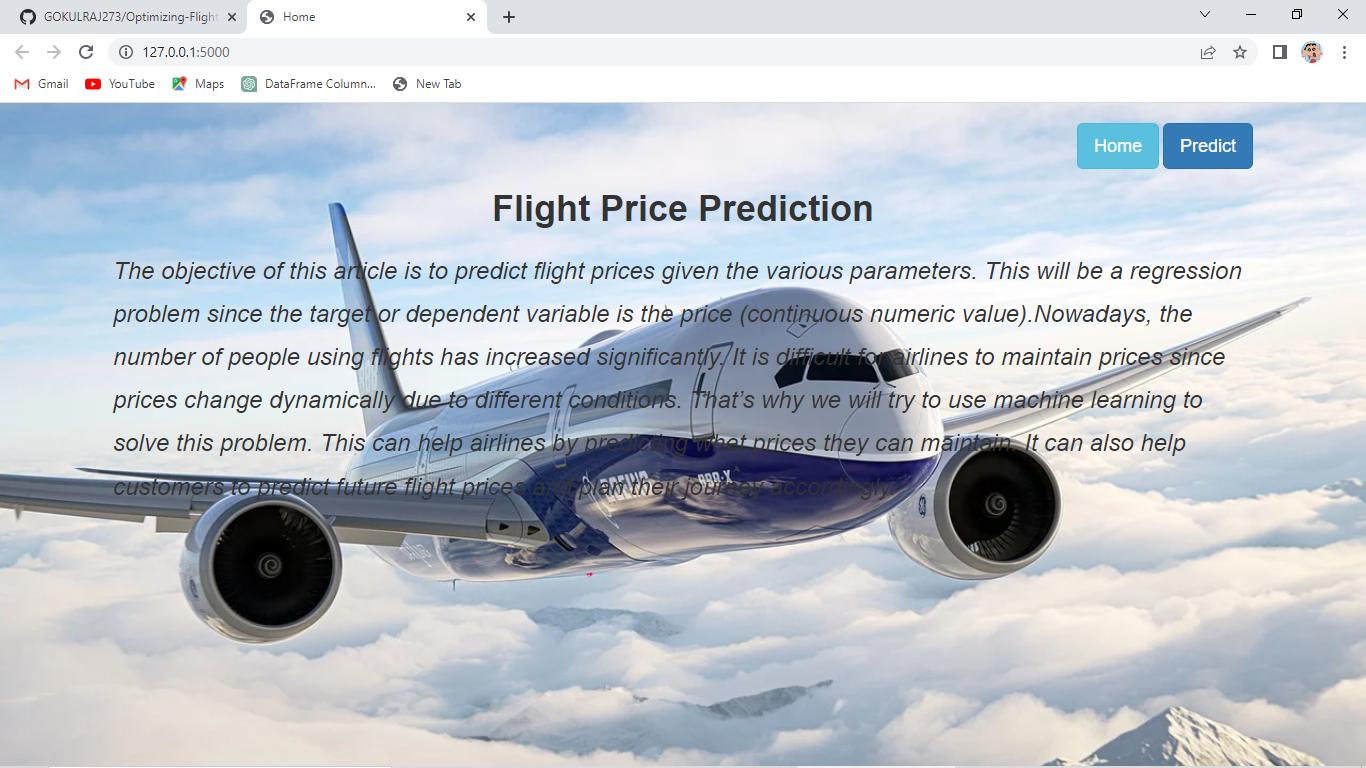 GOKULRAJ273/Optimizing-Flight
Home
127.0.0.1:5000
Gmail
YouTube
Maps
DataFrame Column...
New Tab
Home
Predict
Flight Price Prediction
The objective of this article is to predict flight prices given the various parameters. This will be a regression
problem since the target or dependent variable is the price (continuous numeric value).Nowadays, the
number of people using flights has increased significantly. It is difficult for airlines to maintain prices since
prices change dynamically due to different conditions. That’s why we will try to use machine learning to
solve this problem. This can help airlines by predicting what prices they can maintain. It can also help
customers to predict future flight prices and plan their journey accordingly.